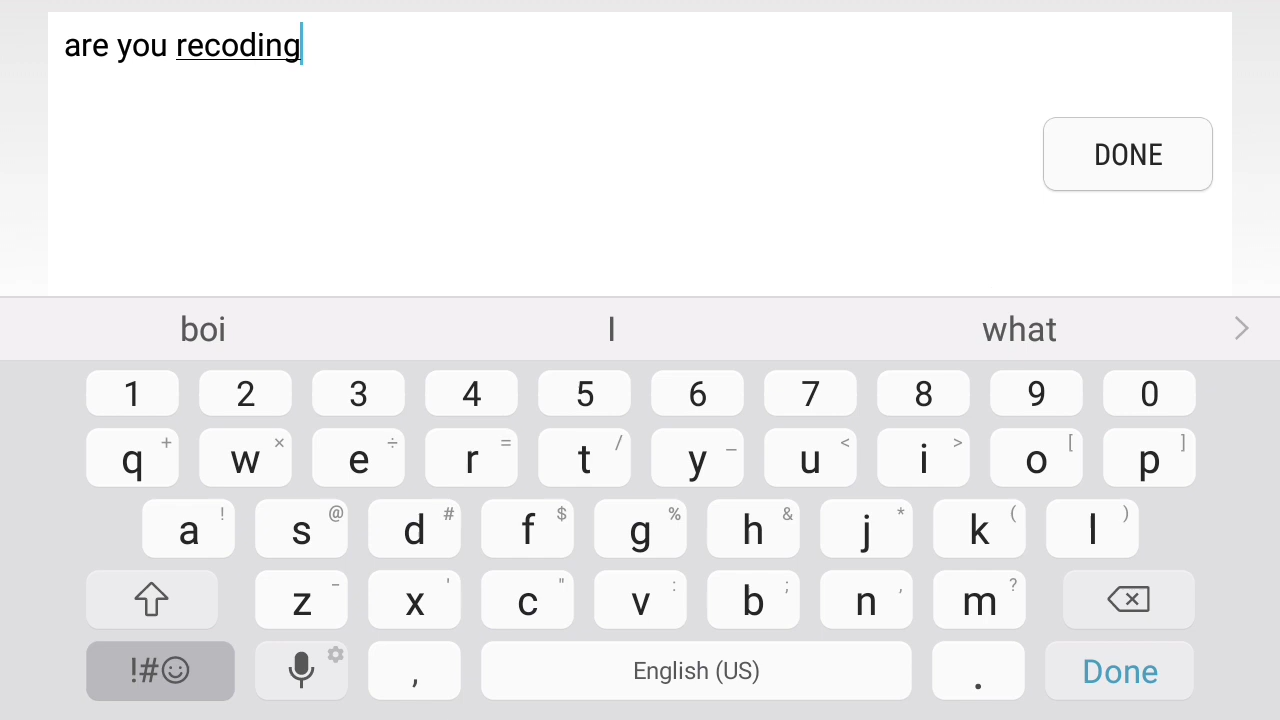 are you recoding
DONE
boi I what
1 2 3 4 5 6 7 8 9 0
q + w × e ÷ r = t / y _ u < i > o [ p ]
a ! s @ d # f $ g % h & j * k ( l )
z - x ' c " v : b ; n , m ?
!#☺ , English (US) . Done